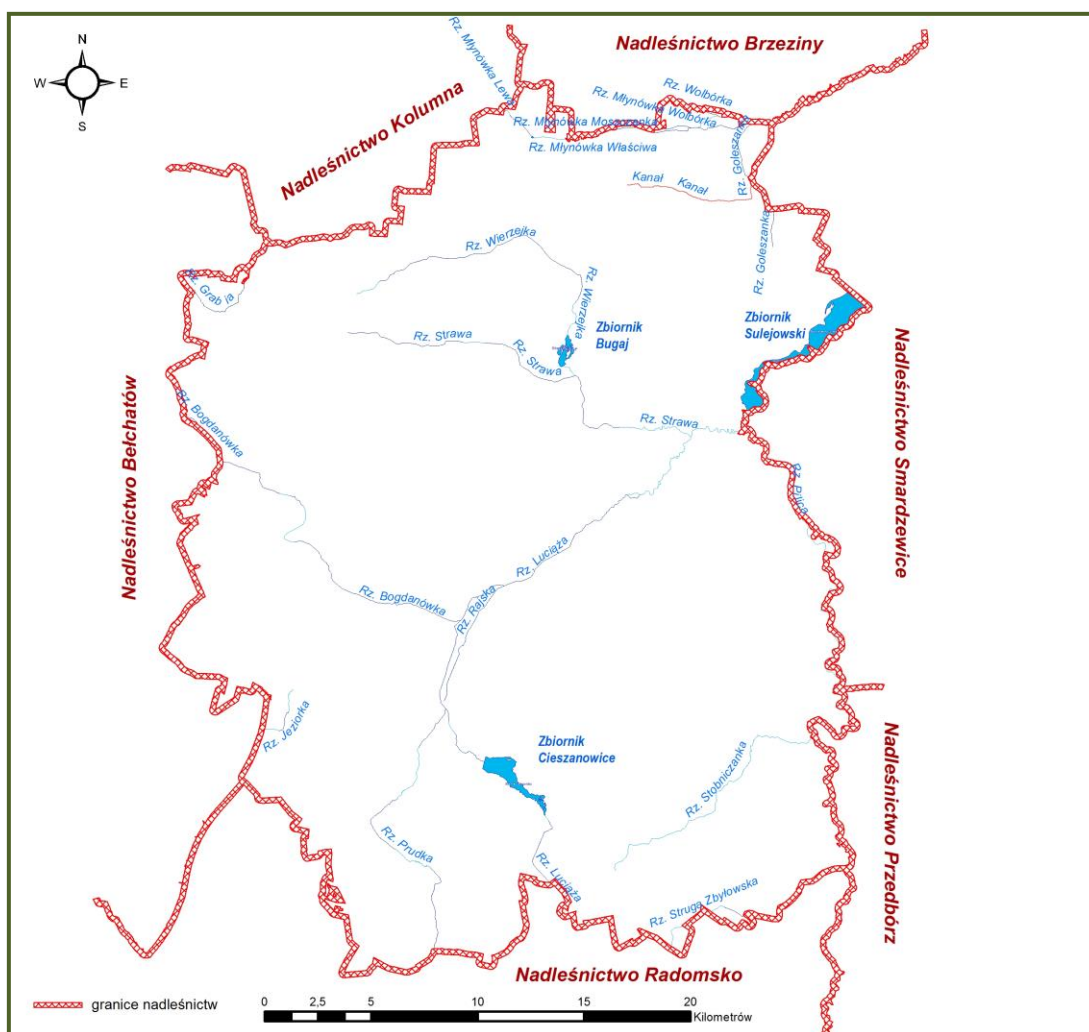 Nadleśnictwo Brzeziny
N
W E
S
Rz. Młynówka Lewa
Rz. Wolbórka
Rz. Młynówka Wolbórka
Rz. Młynówka Właściwa
Nadleśnictwo Kolumna
Kanał Kanał
Rz. Goleszanka
Rz. Goleszanka
Rz. Wierzejka
Rz. Wierzejka
Rz. Grabia
Zbiornik
Bugaj
Zbiornik
Sulejowski
Rz. Strawa
Rz. Strawa
Rz. Strawa
Rz. Bogdanówka
Nadleśnictwo Bełchatów
Nadleśnictwo Smardzewice
Rz. Pilica
Rz. Luciąża
Rz. Bogdanówka
Rz. Rajska
Rz. Jeziorka
Zbiornik
Cieszanowice
Rz. Stobniczanka
Nadleśnictwo Przedbórz
Rz. Prudka
Rz. Luciąża
Rz. Struga Zbyłowska
Nadleśnictwo Radomsko
granice nadleśnictw
0 2,5 5 10 15 20
Kilometrów